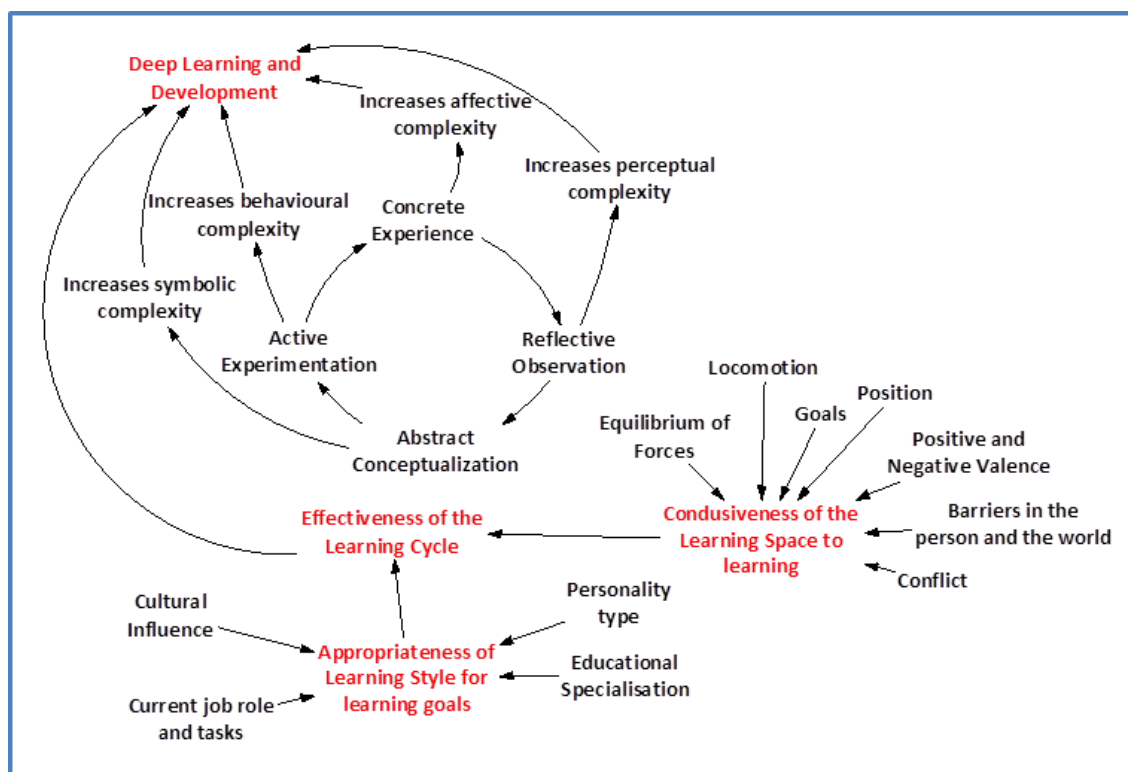 Deep Learning and
Development
Increases affective
complexity
Increases perceptual
complexity
Increases behavioural
complexity
Concrete
Experience
Increases symbolic
complexity
Active
Experimentation
Reflective
Observation
Abstract
Conceptualization
Locomotion
Position
Goals
Equilibrium of
Forces
Positive and
Negative Valence
Barriers in the
person and the world
Conflict
Condusiveness of the
Learning Space to
learning
Effectiveness of the
Learning Cycle
Personality
type
Cultural
Influence
Appropriateness of
Learning Style for
learning goals
Educational
Specialisation
Current job role
and tasks